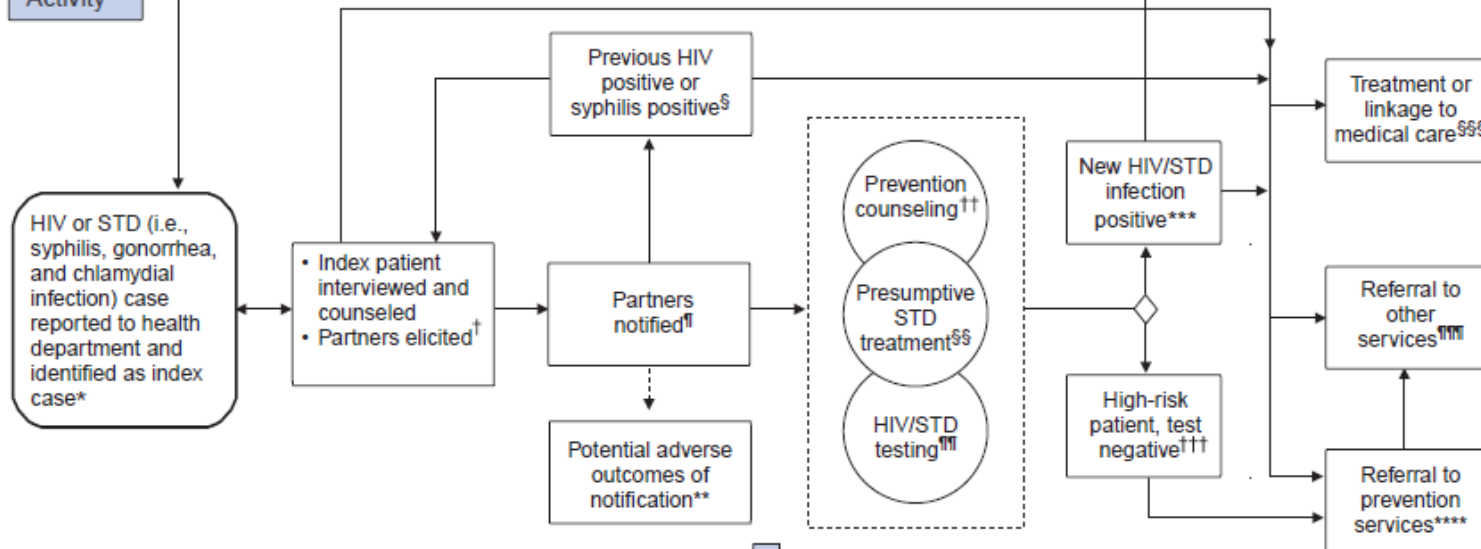 Activity
Previous HIV
positive or
syphilis positive§
Treatment or
linkage to
medical care§§§
Prevention
counseling††
New HIV/STD
infection
positive***
HIV or STD (i.e.,
syphilis, gonorrhea,
and chlamydial
infection) case
reported to health
department and
identified as index
case*
• Index patient
interviewed and
counseled
• Partners elicited†
Partners
notified¶
Presumptive
STD
treatment§§
Referral to
other
services¶¶¶
High-risk
patient, test
negative†††
HIV/STD
testing¶¶
Potential adverse
outcomes of
notification**
Referral to
prevention
services****